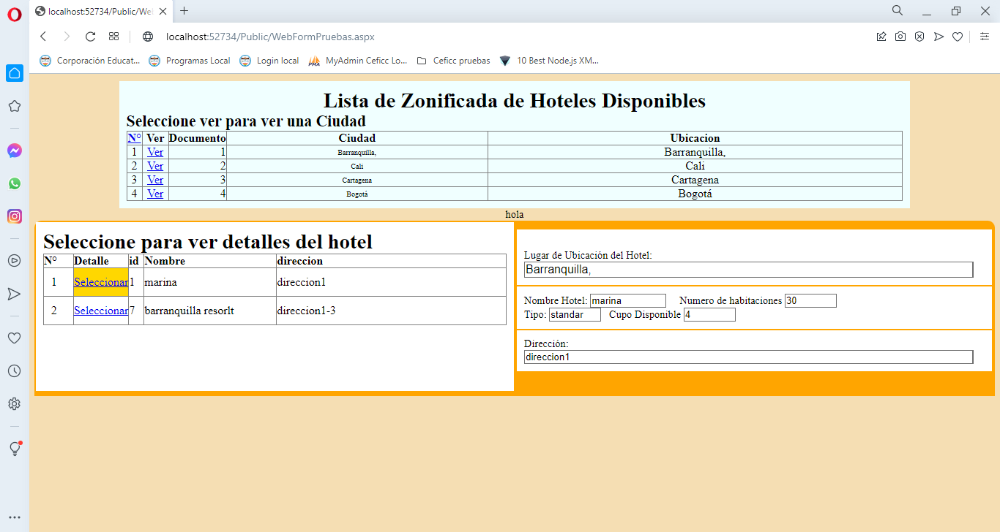 localhost:52734/Public/We
localhost:52734/Public/WebFormPruebas.aspx
Corporación Educat... Programas Local Login local MyAdmin Ceficc Lo... Ceficc pruebas 10 Best Node.js XM...
Lista de Zonificada de Hoteles Disponibles
Seleccione ver para ver una Ciudad
Nº Ver Documento Ciudad Ubicacion
1 Ver 1 Barranquilla, Barranquilla,
2 Ver 2 Cali Cali
3 Ver 3 Cartagena Cartagena
4 Ver 4 Bogotá Bogotá
hola
Seleccione para ver detalles del hotel
Nº Detalle id Nombre direccion
1 Seleccionar 1 marina direccion1
2 Seleccionar 7 barranquilla resorlt direccion1-3
Lugar de Ubicación del Hotel:
Barranquilla,
Nombre Hotel: marina Numero de habitaciones 30
Tipo: standar Cupo Disponible 4
Dirección:
direccion1